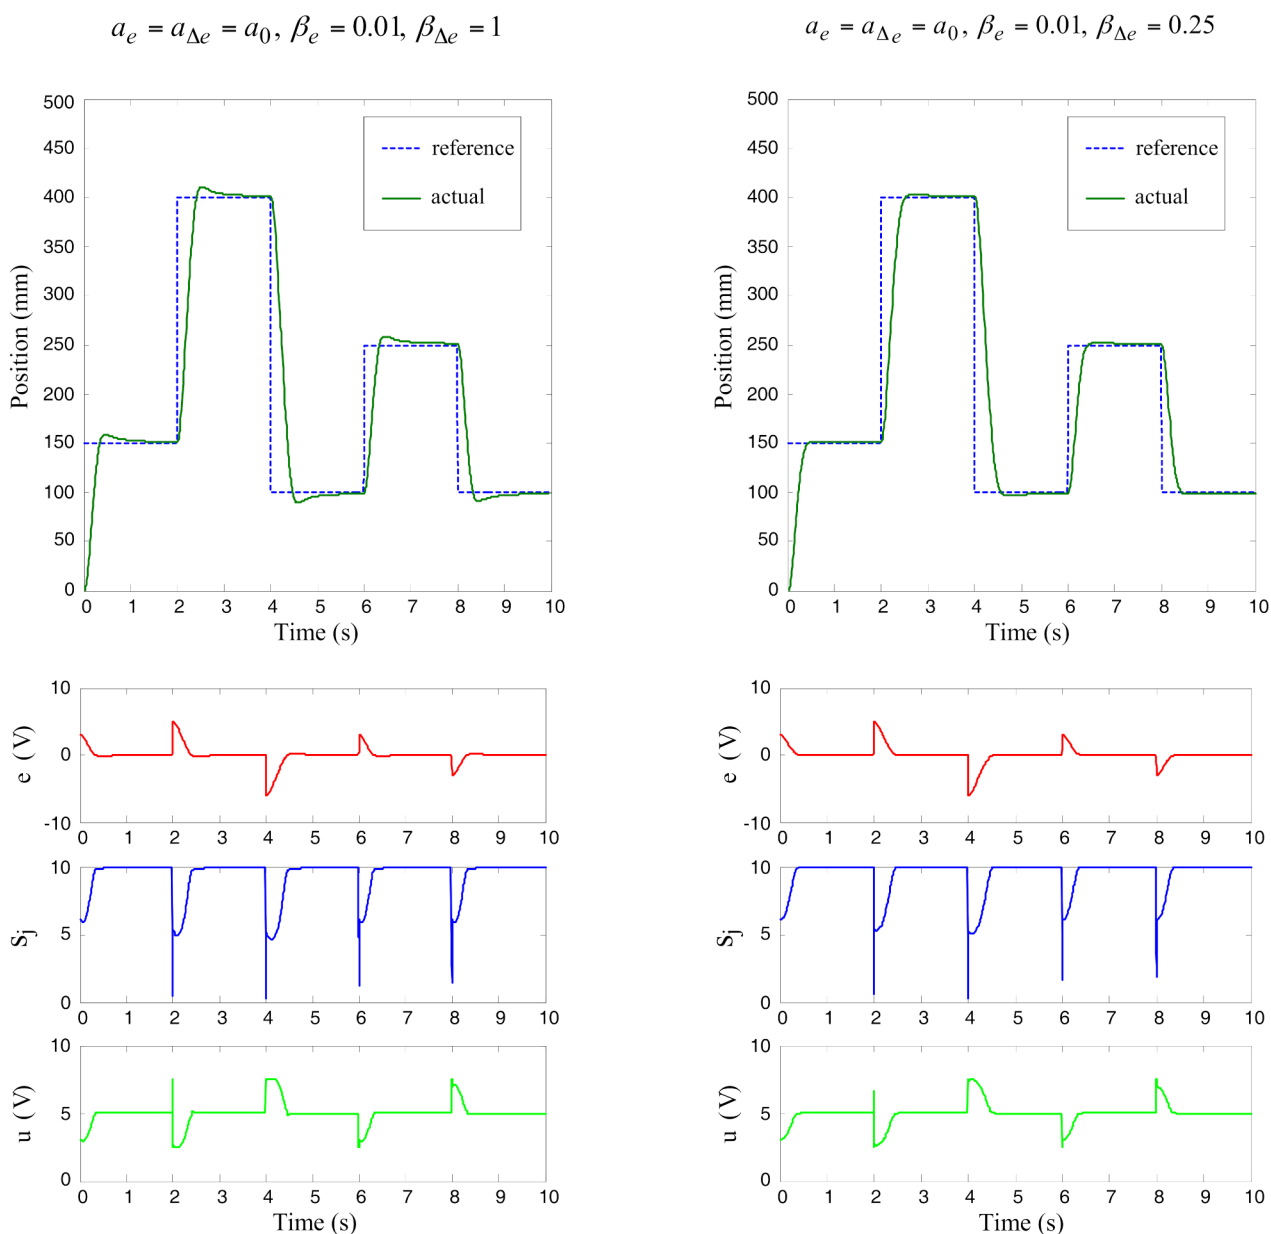 a_e = a_Δe = a_0, β_e = 0.01, β_Δe = 1
500
450
400
350
300
250
200
150
100
50
0
Position (mm)
reference
actual
0 1 2 3 4 5 6 7 8 9 10
Time (s)
10
0
-10
e (V)
0 1 2 3 4 5 6 7 8 9 10
10
5
0
S_j
0 1 2 3 4 5 6 7 8 9 10
10
5
0
u (V)
0 1 2 3 4 5 6 7 8 9 10
Time (s)
a_e = a_Δe = a_0, β_e = 0.01, β_Δe = 0.25
500
450
400
350
300
250
200
150
100
50
0
Position (mm)
reference
actual
0 1 2 3 4 5 6 7 8 9 10
Time (s)
10
0
-10
e (V)
0 1 2 3 4 5 6 7 8 9 10
10
5
0
S_j
0 1 2 3 4 5 6 7 8 9 10
10
5
0
u (V)
0 1 2 3 4 5 6 7 8 9 10
Time (s)